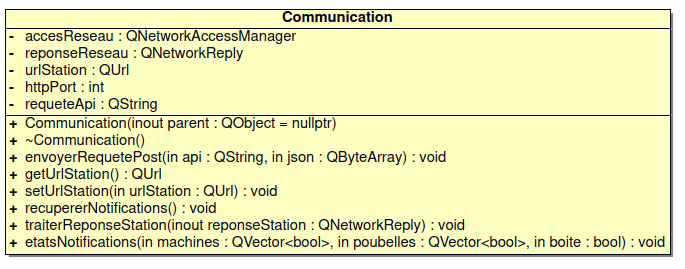 Communication
- accesReseau : QNetworkAccessManager
- reponseReseau : QNetworkReply
- urlStation : QUrl
- httpPort : int
- requeteApi : QString
+ Communication(inout parent : QObject = nullptr)
+ ~Communication()
+ envoyerRequetePost(in api : QString, in json : QByteArray) : void
+ getUrlStation() : QUrl
+ setUrlStation(in urlStation : QUrl) : void
+ recupererNotifications() : void
+ traiterReponseStation(inout reponseStation : QNetworkReply) : void
+ etatsNotifications(in machines : QVector<bool>, in poubelles : QVector<bool>, in boite : bool) : void